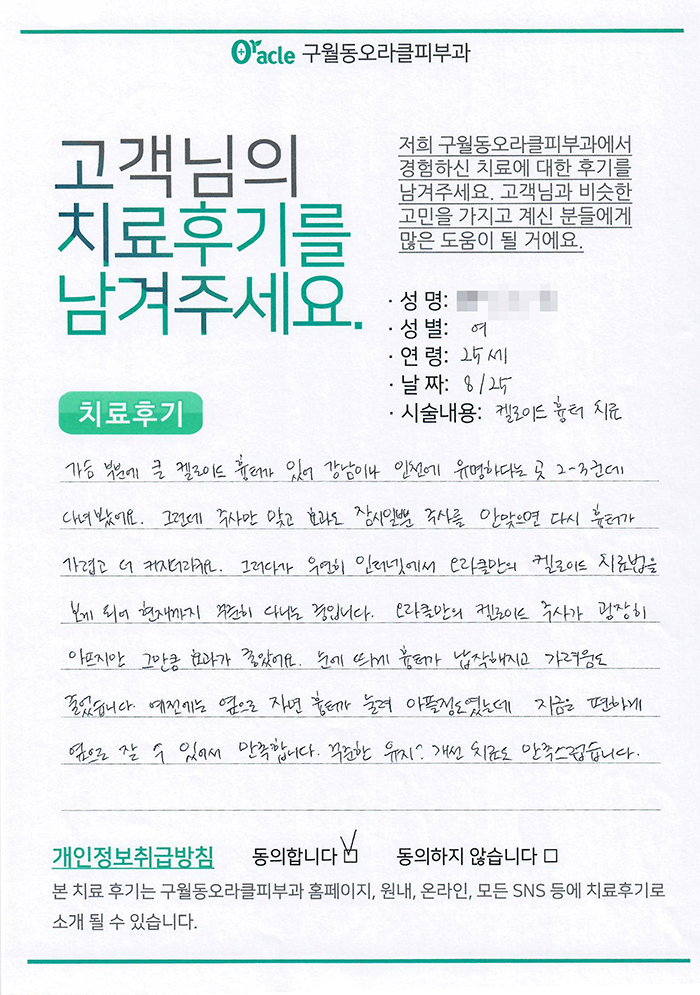 Oracle 구월동오라클피부과
고객님의
치료후기를
남겨주세요.
저희 구월동오라클피부과에서
경험하신 치료에 대한 후기를
남겨주세요. 고객님과 비슷한
고민을 가지고 계신 분들에게
많은 도움이 될 거에요.
· 성 명:
· 성 별: 여
· 연 령: 25세
· 날 짜: 8/25
· 시술내용: 켈로이드 흉터 치료
치료후기
가슴 부분에 큰 켈로이드 흉터가 있어 강남이나 인천에 유명하다는 곳 2-3군데
다녀봤어요. 그런데 주사만 맞고 효과도 잠시일뿐 주사를 안맞으면 다시 흉터가
가렵고 더 커지더라구요. 그러다가 우연히 인터넷에서 오라클만의 켈로이드 치료법을
보게 되어 현재까지 꾸준히 다니는 중입니다. 오라클만의 켈로이드 주사가 굉장히
아프지만 그만큼 효과가 좋았어요. 눈에 띄게 흉터가 납작해지고 가려움도
줄었습니다. 예전에는 옆으로 자면 흉터가 눌려 아플정도였는데 지금은 편하게
옆으로 잘 수 있어서 만족합니다. 꾸준한 유지? 개선 치료도 만족스럽습니다.
개인정보취급방침 동의합니다 ☑ 동의하지 않습니다 □
본 치료 후기는 구월동오라클피부과 홈페이지, 원내, 온라인, 모든 SNS 등에 치료후기로
소개 될 수 있습니다.